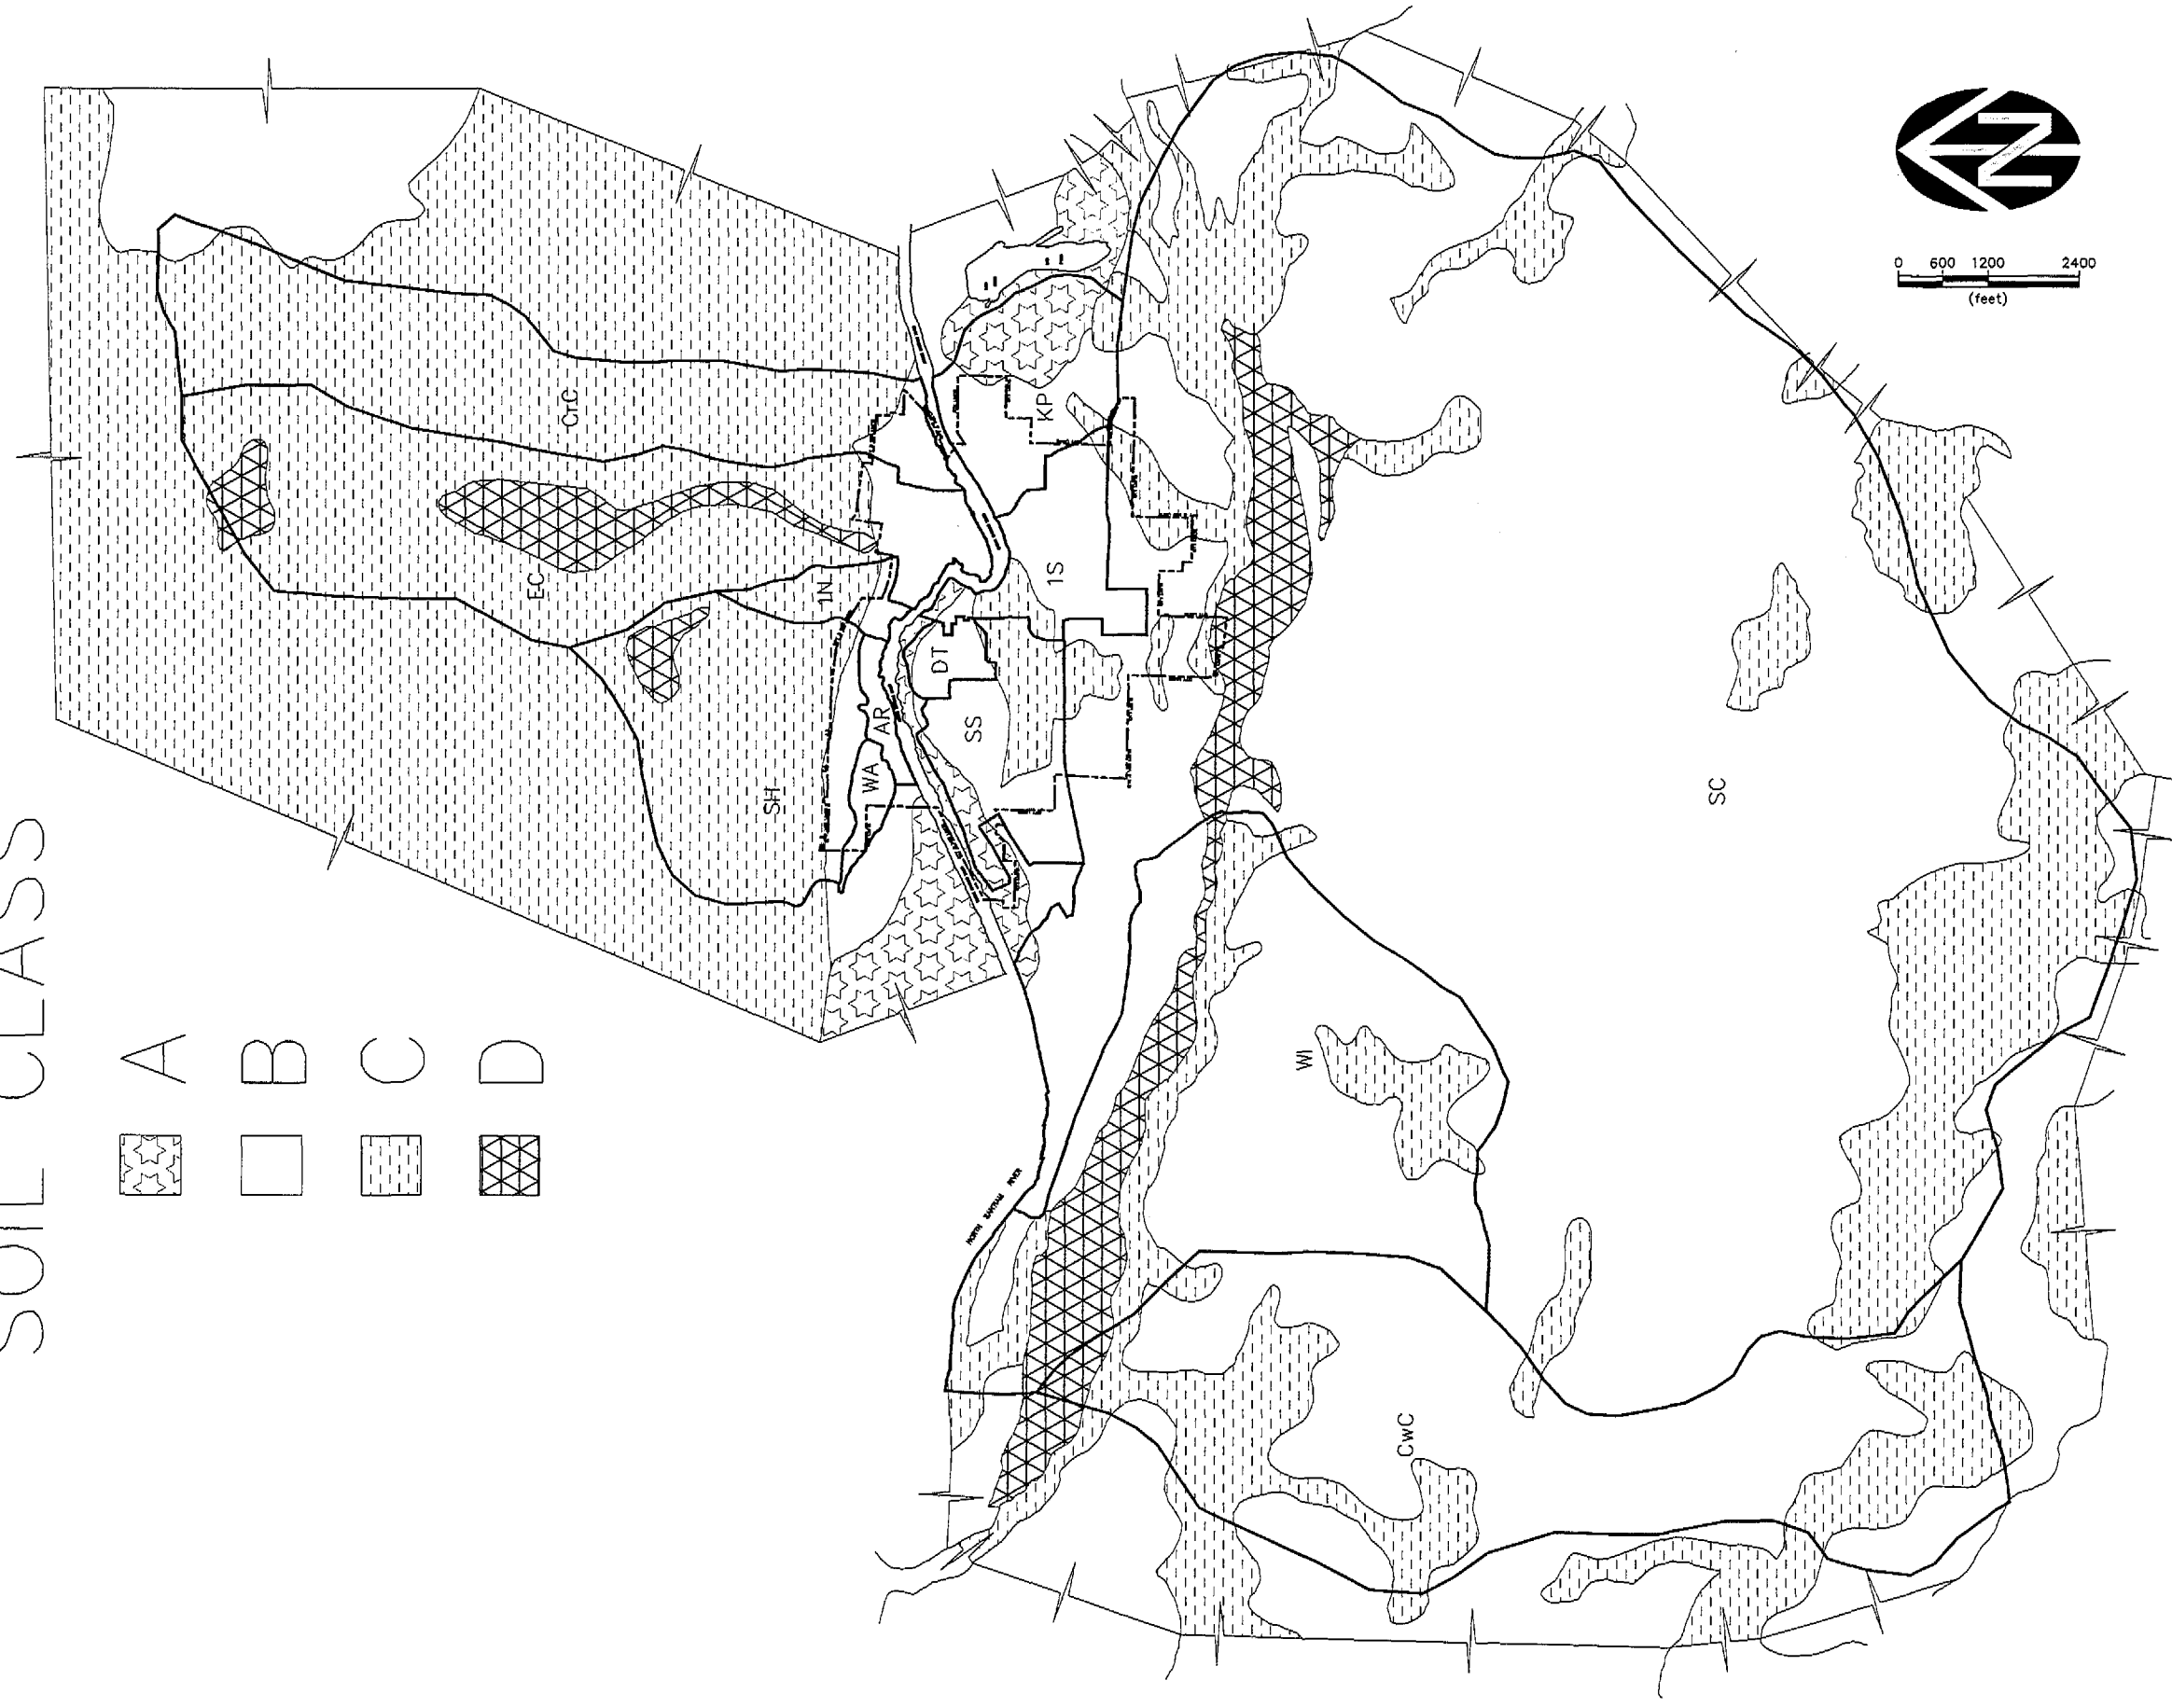 SOIL CLASS
A
B
C
D
N
0 600 1200 2400
(feet)
CrC
EC
1N
SH
KP
1S
DT
SS
AR
WA
SC
WI
CwC
NORTH SANTIAM RIVER